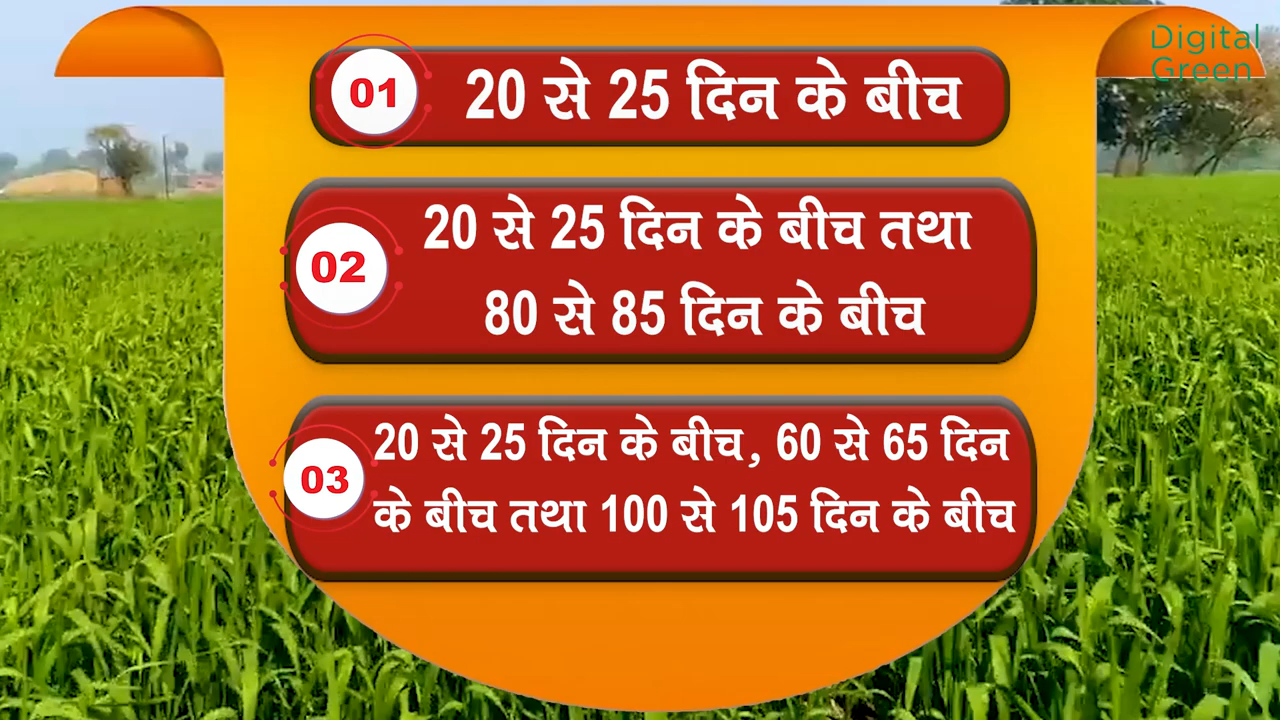 Digital
Green
01
20 से 25 दिन के बीच
02
20 से 25 दिन के बीच तथा
80 से 85 दिन के बीच
03
20 से 25 दिन के बीच, 60 से 65 दिन
के बीच तथा 100 से 105 दिन के बीच